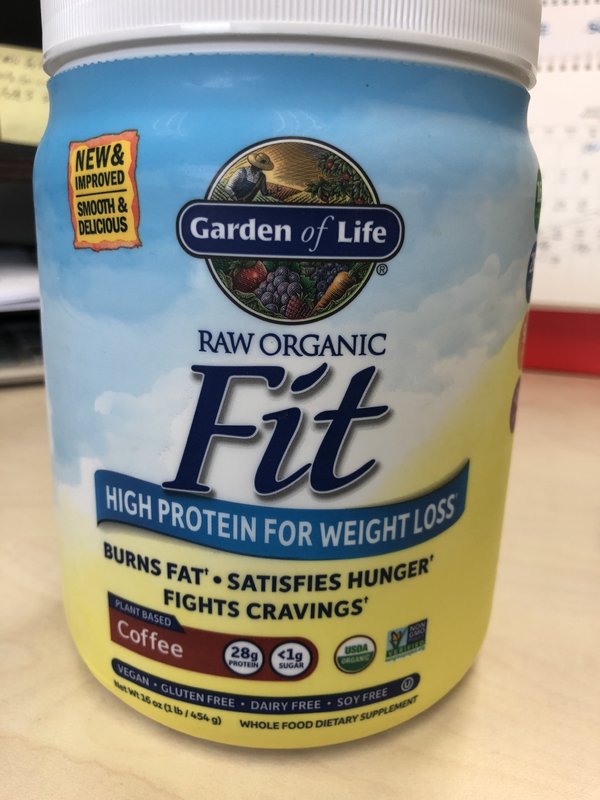 NEW &
IMPROVED
SMOOTH &
DELICIOUS
Garden of Life
®
RAW ORGANIC
Fit
HIGH PROTEIN FOR WEIGHT LOSS†
BURNS FAT† • SATISFIES HUNGER†
FIGHTS CRAVINGS†
PLANT BASED
Coffee
28g
PROTEIN
<1g
SUGAR
USDA
ORGANIC
NON
GMO
VERIFIED
VEGAN • GLUTEN FREE • DAIRY FREE • SOY FREE
Net Wt 16 oz (1 lb / 454 g) WHOLE FOOD DIETARY SUPPLEMENT